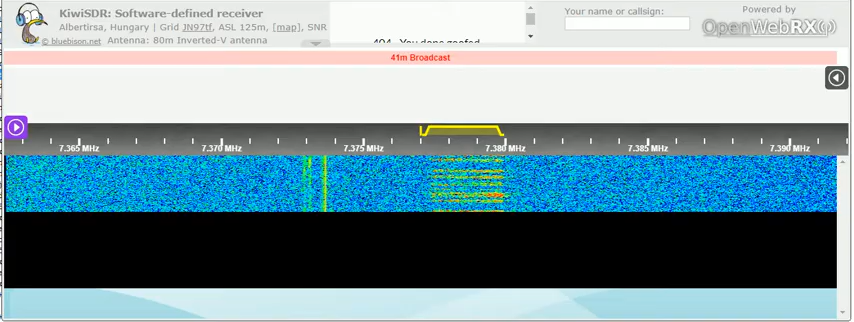 KiwiSDR: Software-defined receiver
Albertirsa, Hungary | Grid JN97tf, ASL 125m, [map], SNR
© bluebison.net Antenna: 80m Inverted-V antenna
Your name or callsign:
Powered by
OpenWebRX
41m Broadcast
7.365 MHz 7.370 MHz 7.375 MHz 7.380 MHz 7.385 MHz 7.390 MHz